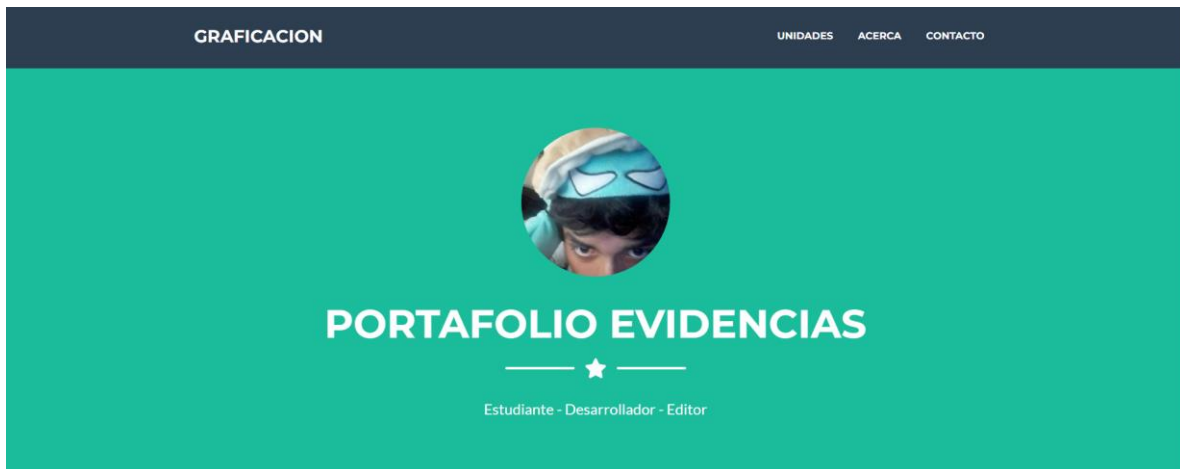 GRAFICACION
UNIDADES ACERCA CONTACTO
PORTAFOLIO EVIDENCIAS
Estudiante - Desarrollador - Editor